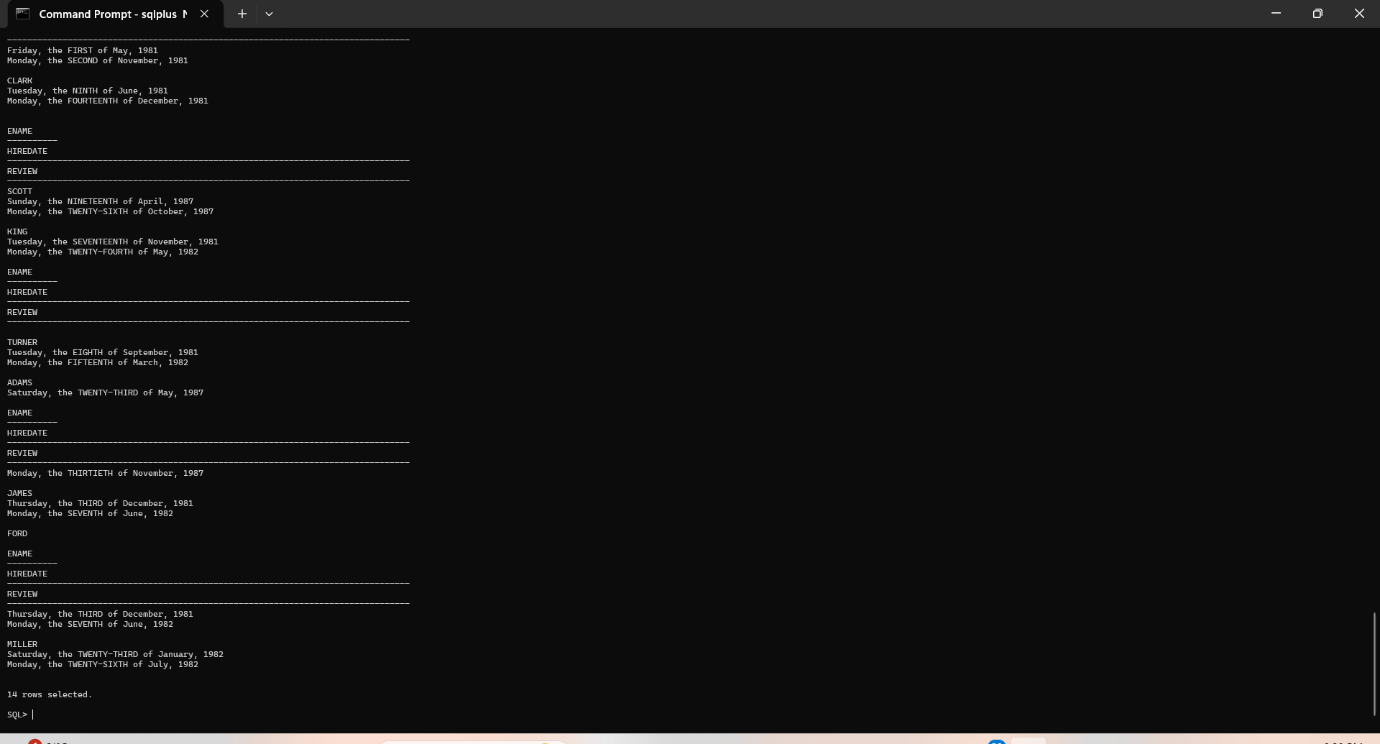 Command Prompt - sqlplus
--------------------------------------------------------------------------------
Friday, the FIRST of May, 1981
Monday, the SECOND of November, 1981
CLARK
Tuesday, the NINTH of June, 1981
Monday, the FOURTEENTH of December, 1981
ENAME
----------
HIREDATE
--------------------------------------------------------------------------------
REVIEW
--------------------------------------------------------------------------------
SCOTT
Sunday, the NINETEENTH of April, 1987
Monday, the TWENTY-SIXTH of October, 1987
KING
Tuesday, the SEVENTEENTH of November, 1981
Monday, the TWENTY-FOURTH of May, 1982
ENAME
----------
HIREDATE
--------------------------------------------------------------------------------
REVIEW
--------------------------------------------------------------------------------
TURNER
Tuesday, the EIGHTH of September, 1981
Monday, the FIFTEENTH of March, 1982
ADAMS
Saturday, the TWENTY-THIRD of May, 1987
ENAME
----------
HIREDATE
--------------------------------------------------------------------------------
REVIEW
--------------------------------------------------------------------------------
Monday, the THIRTIETH of November, 1987
JAMES
Thursday, the THIRD of December, 1981
Monday, the SEVENTH of June, 1982
FORD
ENAME
----------
HIREDATE
--------------------------------------------------------------------------------
REVIEW
--------------------------------------------------------------------------------
Thursday, the THIRD of December, 1981
Monday, the SEVENTH of June, 1982
MILLER
Saturday, the TWENTY-THIRD of January, 1982
Monday, the TWENTY-SIXTH of July, 1982
14 rows selected.
SQL>